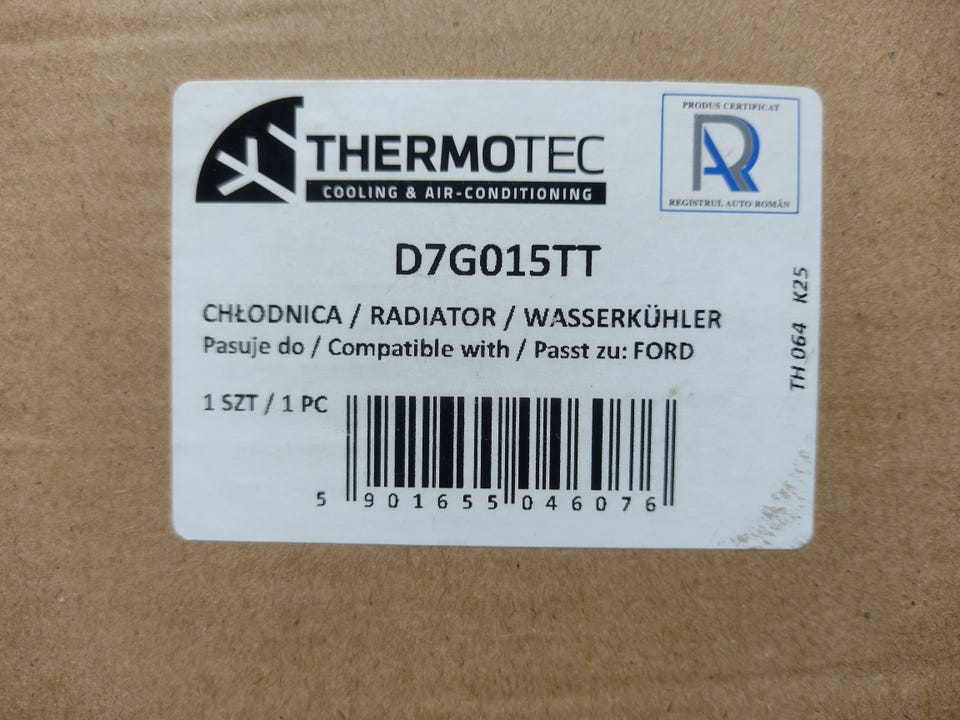 THERMOTEC
COOLING & AIR-CONDITIONING
PRODUS CERTIFICAT
RAR
REGISTRUL AUTO ROMÂN
D7G015TT
CHŁODNICA / RADIATOR / WASSERKÜHLER
Pasuje do / Compatible with / Passt zu: FORD
1 SZT / 1 PC
5 901655 046076
TH 064 K25